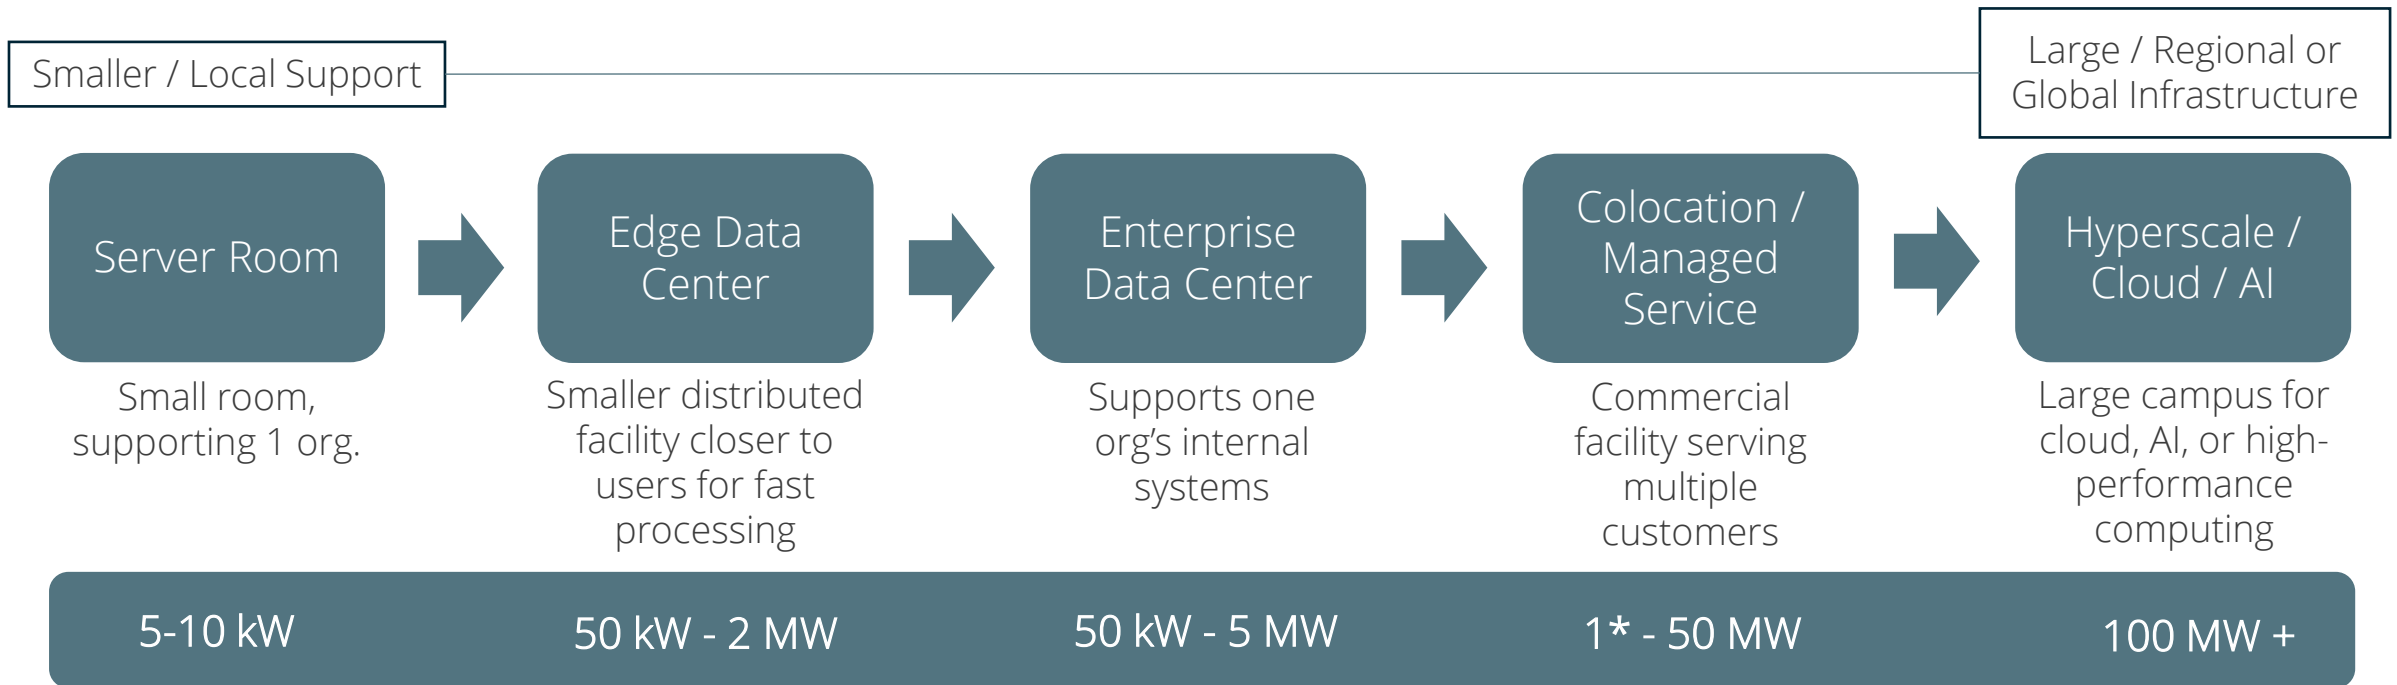 Smaller / Local Support
Large / Regional or
Global Infrastructure
Server Room
Edge Data
Center
Enterprise
Data Center
Colocation /
Managed
Service
Hyperscale /
Cloud / AI
Small room,
supporting 1 org.
Smaller distributed
facility closer to
users for fast
processing
Supports one
org’s internal
systems
Commercial
facility serving
multiple
customers
Large campus for
cloud, AI, or high-
performance
computing
5-10 kW
50 kW - 2 MW
50 kW - 5 MW
1* - 50 MW
100 MW +